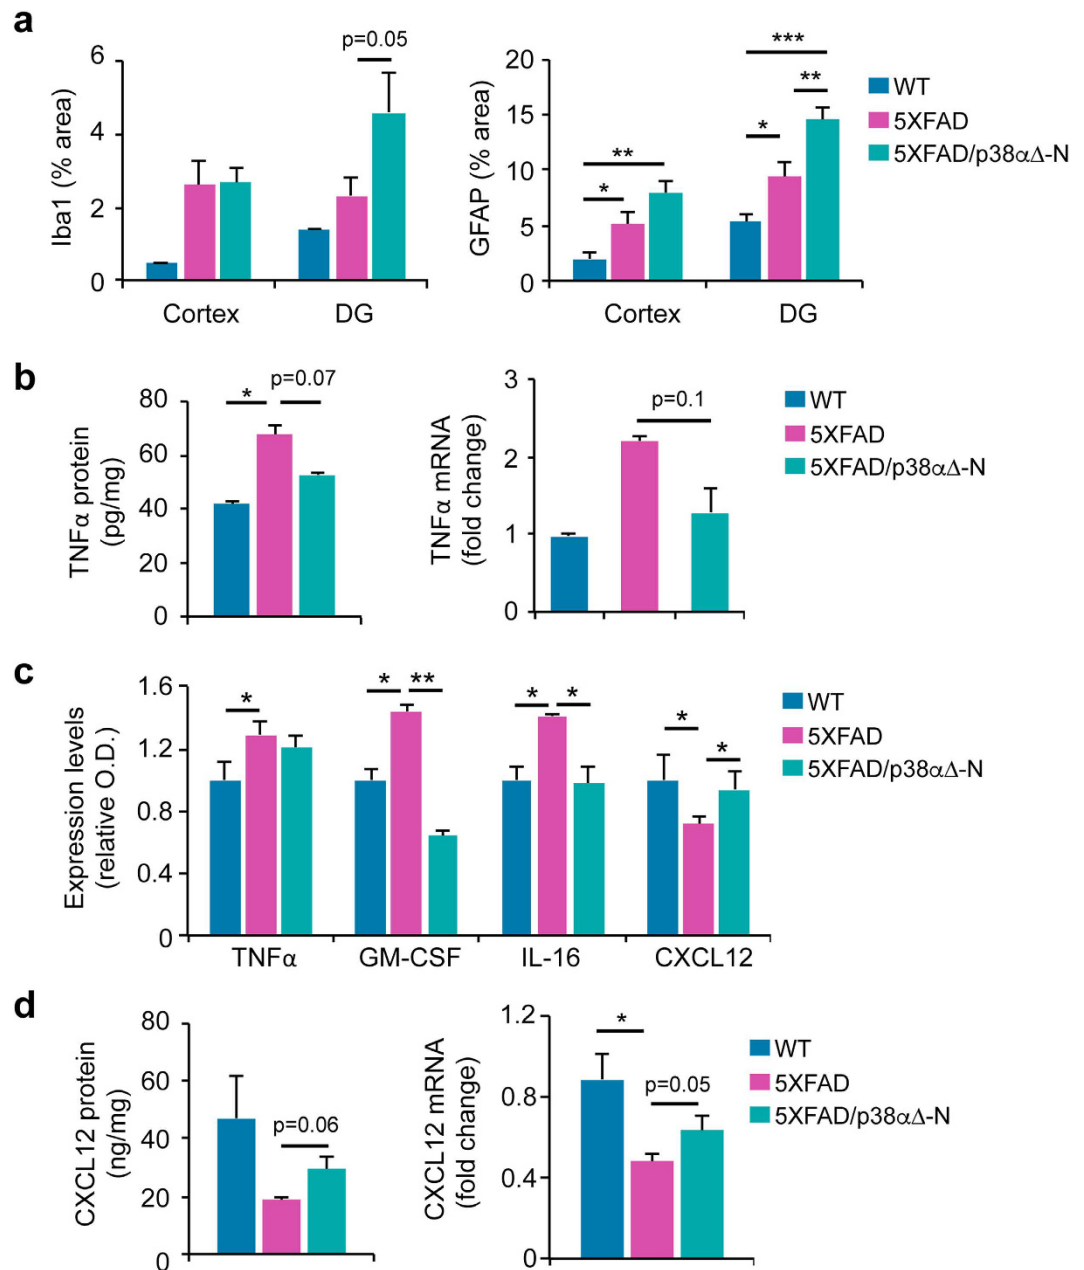 a
Iba1 (% area)
6
4
2
0
p=0.05
Cortex
DG
GFAP (% area)
20
15
10
5
0
**
*
***
**
*
Cortex
DG
WT
5XFAD
5XFAD/p38αΔ-N
b
TNFα protein
(pg/mg)
80
60
40
20
0
*
p=0.07
TNFα mRNA
(fold change)
3
2
1
0
p=0.1
WT
5XFAD
5XFAD/p38αΔ-N
c
Expression levels
(relative O.D.)
1.6
1.2
0.8
0.4
0
*
* **
* *
*
*
TNFα
GM-CSF
IL-16
CXCL12
WT
5XFAD
5XFAD/p38αΔ-N
d
CXCL12 protein
(ng/mg)
80
60
40
20
0
p=0.06
CXCL12 mRNA
(fold change)
1.2
0.8
0.4
0
*
p=0.05
WT
5XFAD
5XFAD/p38αΔ-N